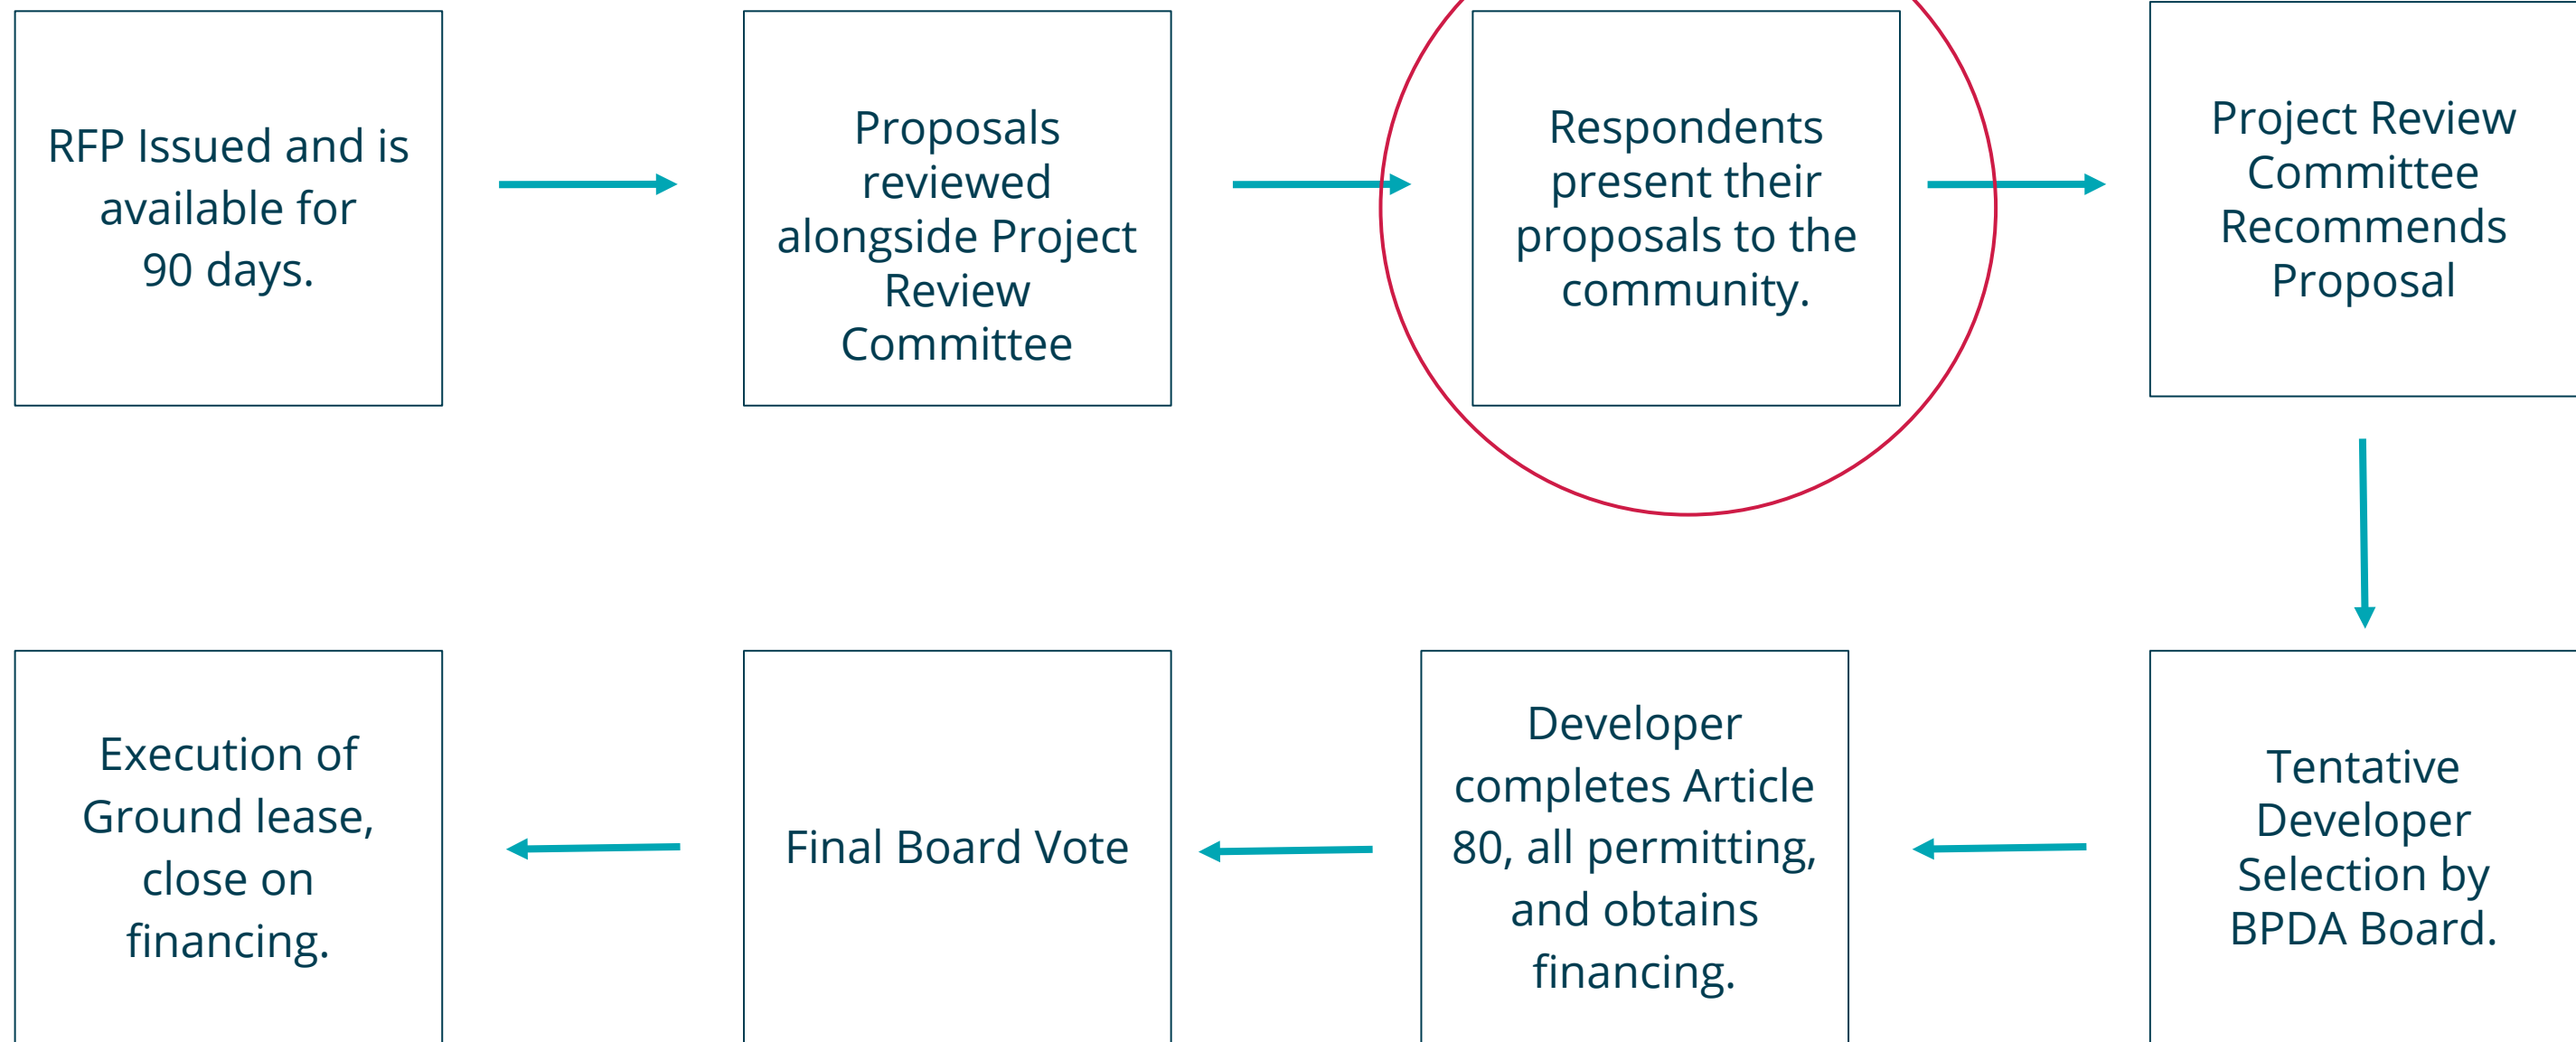 RFP Issued and is
available for
90 days.
Proposals
reviewed
alongside Project
Review
Committee
Respondents
present their
proposals to the
community.
Project Review
Committee
Recommends
Proposal
Tentative
Developer
Selection by
BPDA Board.
Developer
completes Article
80, all permitting,
and obtains
financing.
Final Board Vote
Execution of
Ground lease,
close on
financing.